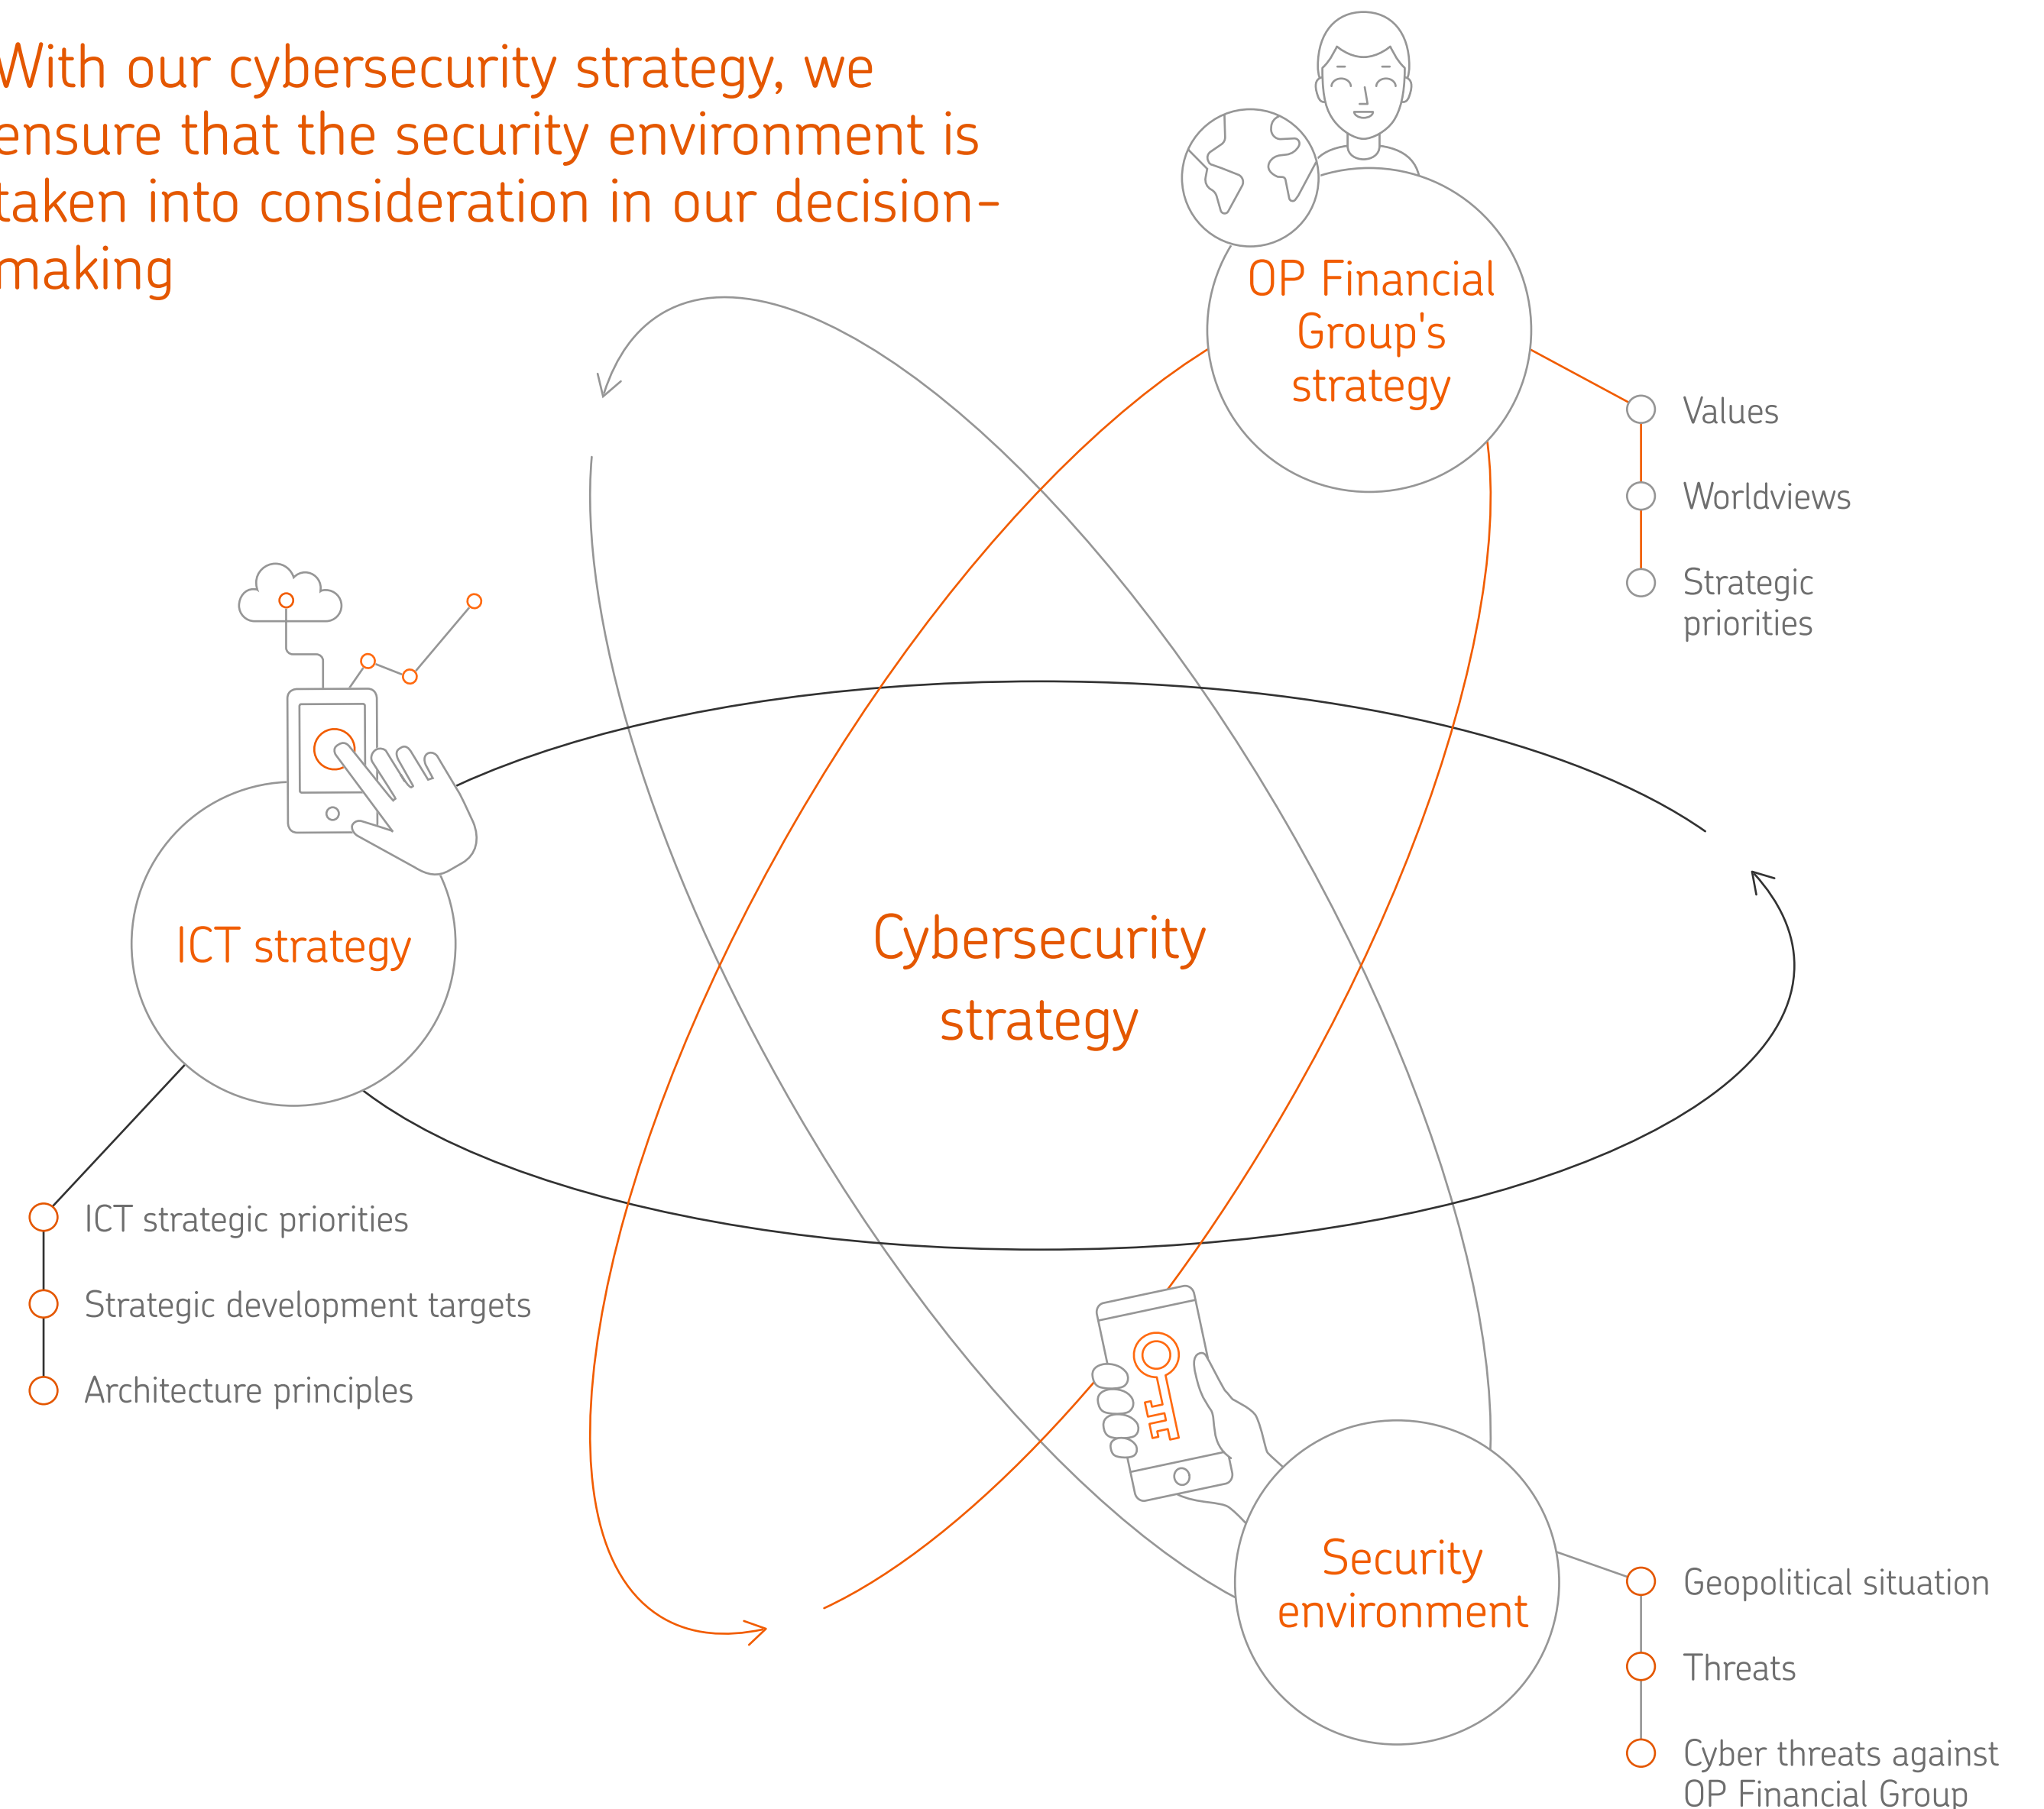 With our cybersecurity strategy, we
ensure that the security environment is
taken into consideration in our decision-
making
OP Financial
Group's
strategy
Values
Worldviews
Strategic
priorities
ICT strategy
Cybersecurity
strategy
ICT strategic priorities
Strategic development targets
Architecture principles
Security
environment
Geopolitical situation
Threats
Cyber threats against
OP Financial Group